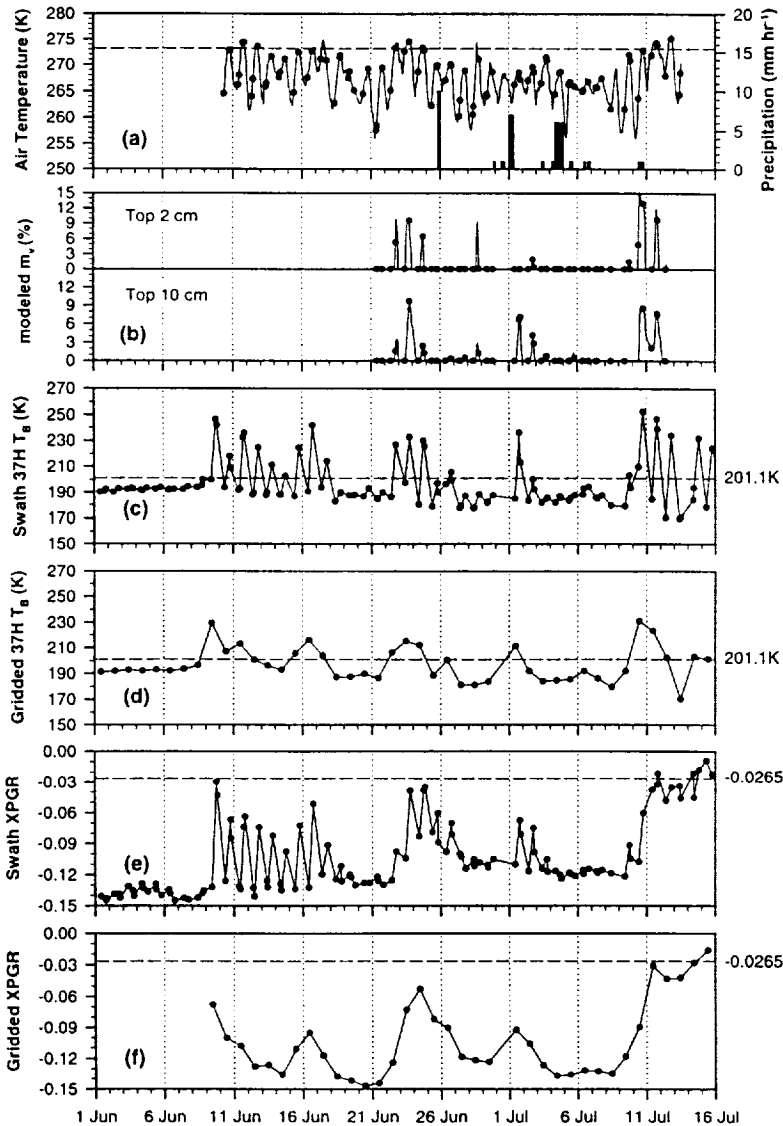 Air Temperature (K)
280
275
270
265
260
255
250
(a)
20
15
10
5
0
Precipitation (mm hr⁻¹)
modeled mᵥ (%)
15
12
9
6
3
0
Top 2 cm
12
9
6
3
0
Top 10 cm
(b)
Swath 37H T_B (K)
270
250
230
210
190
170
150
(c)
201.1K
Gridded 37H T_B (K)
270
250
230
210
190
170
150
(d)
201.1K
Swath XPGR
0.00
-0.03
-0.06
-0.09
-0.12
-0.15
(e)
-0.0265
Gridded XPGR
0.00
-0.03
-0.06
-0.09
-0.12
-0.15
(f)
-0.0265
1 Jun 6 Jun 11 Jun 16 Jun 21 Jun 26 Jun 1 Jul 6 Jul 11 Jul 16 Jul